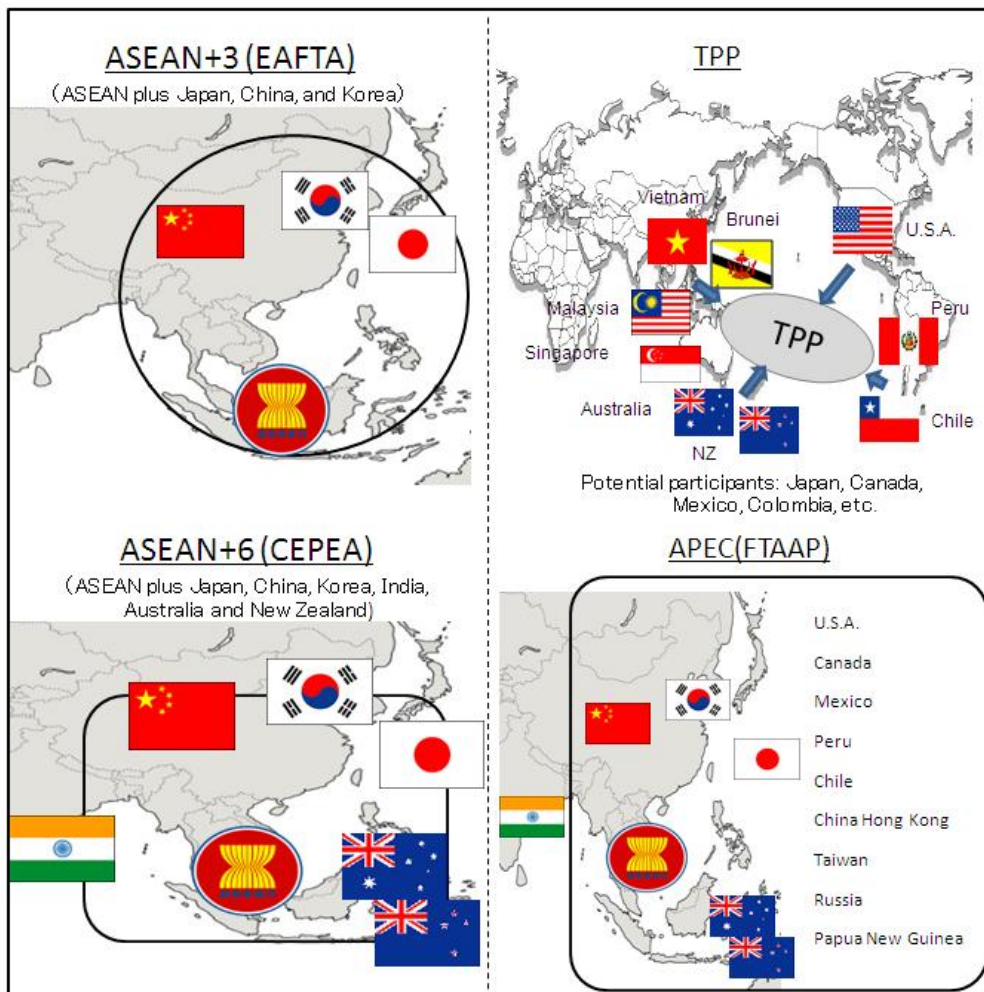 ASEAN+3 (EAFTA)
(ASEAN plus Japan, China, and Korea)
TPP
Vietnam
Brunei
U.S.A.
Malaysia
Peru
Singapore
TPP
Australia
Chile
NZ
Potential participants: Japan, Canada,
Mexico, Colombia, etc.
ASEAN+6 (CEPEA)
(ASEAN plus Japan, China, Korea, India,
Australia and New Zealand)
APEC(FTAAP)
U.S.A.
Canada
Mexico
Peru
Chile
China Hong Kong
Taiwan
Russia
Papua New Guinea